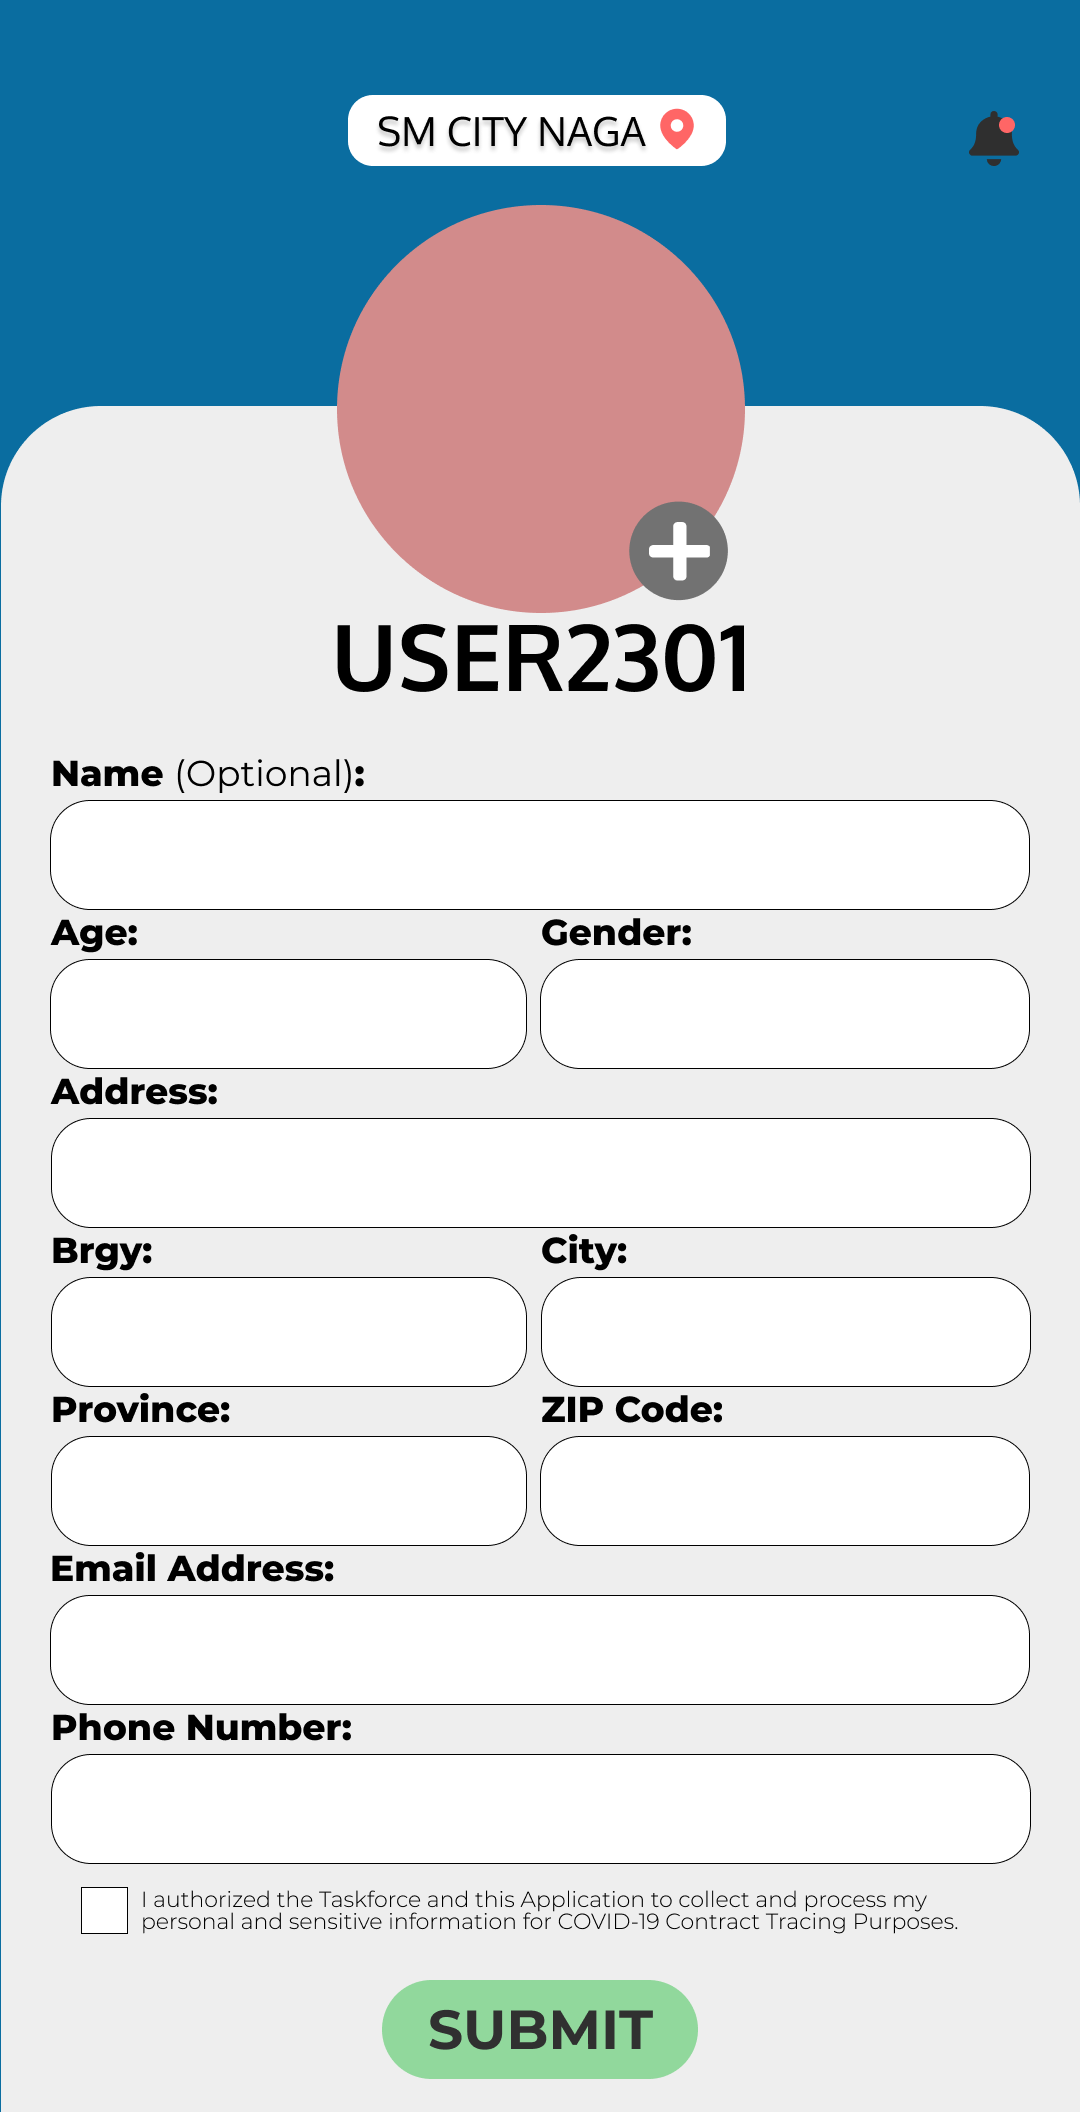 SM CITY NAGA
USER2301
Name (Optional):
Age:
Gender:
Address:
Brgy:
City:
Province:
ZIP Code:
Email Address:
Phone Number:
I authorized the Taskforce and this Application to collect and process my
personal and sensitive information for COVID-19 Contract Tracing Purposes.
SUBMIT